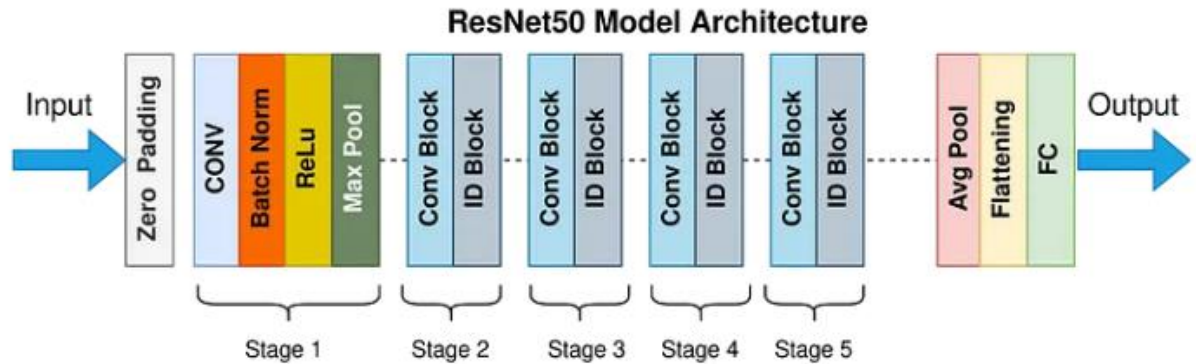 ResNet50 Model Architecture
Input
Zero Padding
CONV
Batch Norm
ReLu
Max Pool
Conv Block
ID Block
Conv Block
ID Block
Conv Block
ID Block
Conv Block
ID Block
Avg Pool
Flattening
FC
Output
Stage 1
Stage 2
Stage 3
Stage 4
Stage 5